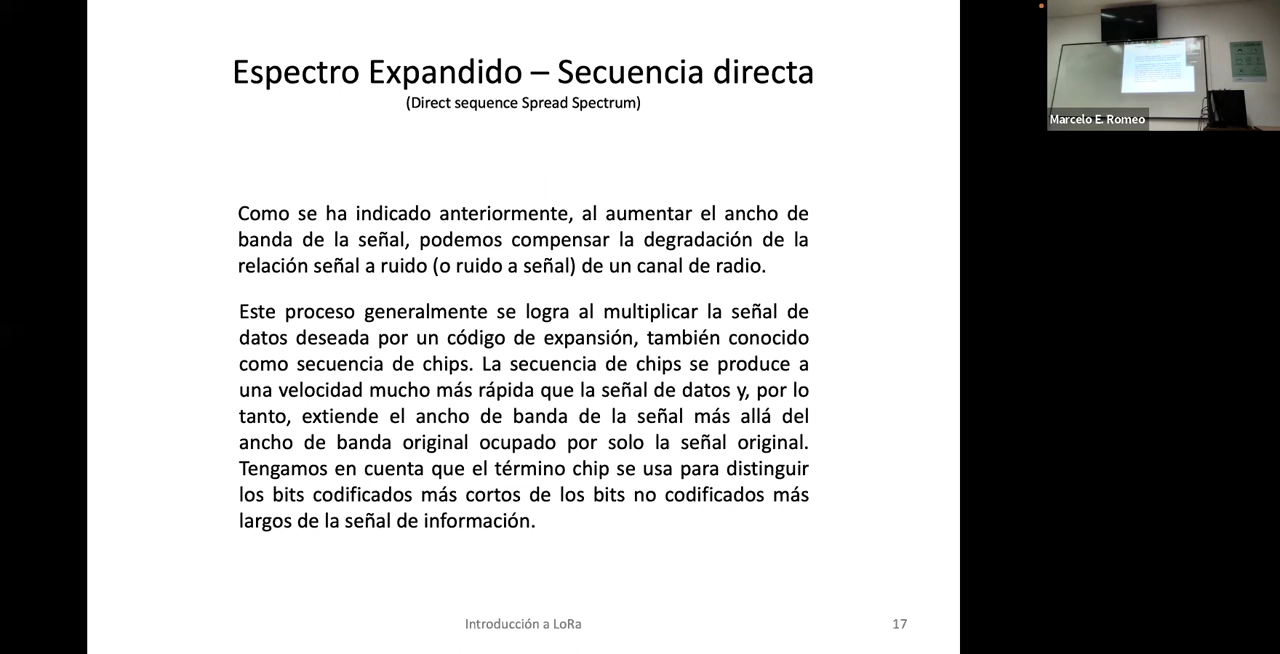 Espectro Expandido – Secuencia directa
(Direct sequence Spread Spectrum)
Como se ha indicado anteriormente, al aumentar el ancho de
banda de la señal, podemos compensar la degradación de la
relación señal a ruido (o ruido a señal) de un canal de radio.
Este proceso generalmente se logra al multiplicar la señal de
datos deseada por un código de expansión, también conocido
como secuencia de chips. La secuencia de chips se produce a
una velocidad mucho más rápida que la señal de datos y, por lo
tanto, extiende el ancho de banda de la señal más allá del
ancho de banda original ocupado por solo la señal original.
Tengamos en cuenta que el término chip se usa para distinguir
los bits codificados más cortos de los bits no codificados más
largos de la señal de información.
Introducción a LoRa
17
Marcelo E. Romeo